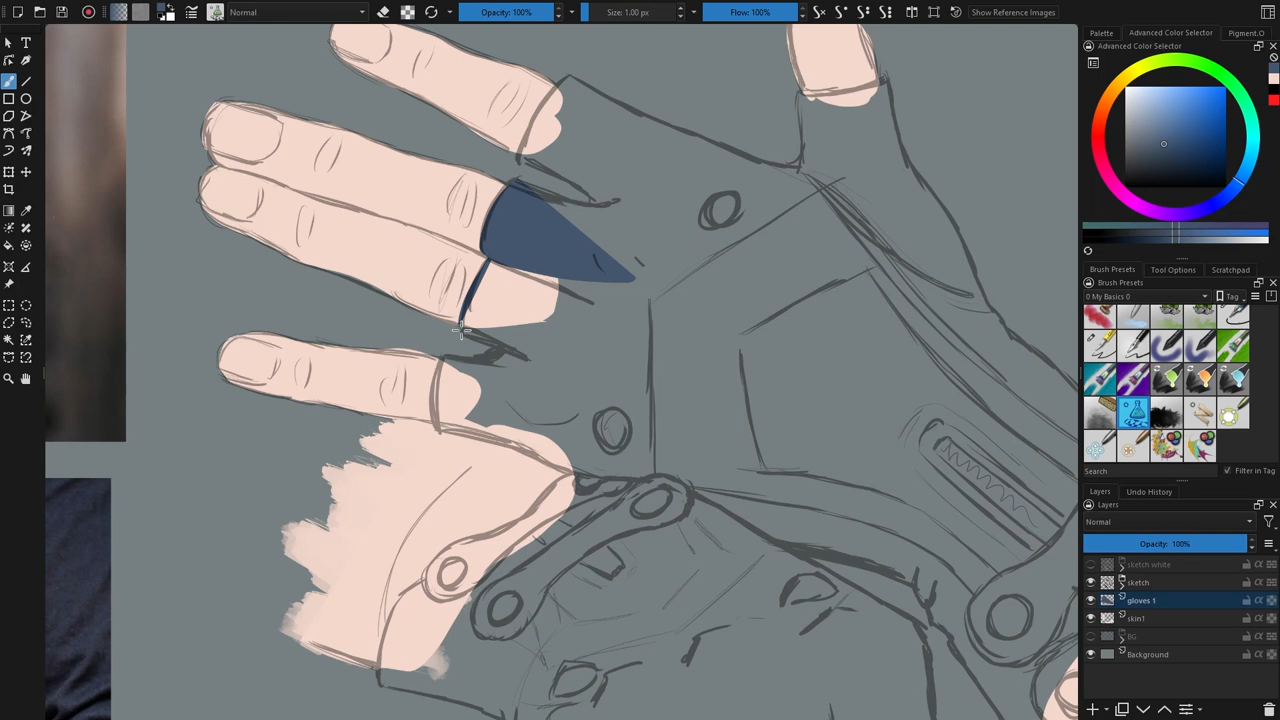 Normal
Opacity: 100%
Size: 1.00 px
Flow: 100%
Show Reference Images
Palette
Advanced Color Selector
Pigment.O
Advanced Color Selector
Brush Presets
Tool Options
Scratchpad
Brush Presets
0 My Basics 0
Tag
Search
Filter in Tag
Layers
Undo History
Layers
Normal
Opacity: 100%
sketch white
sketch
gloves 1
skin1
BG
Background